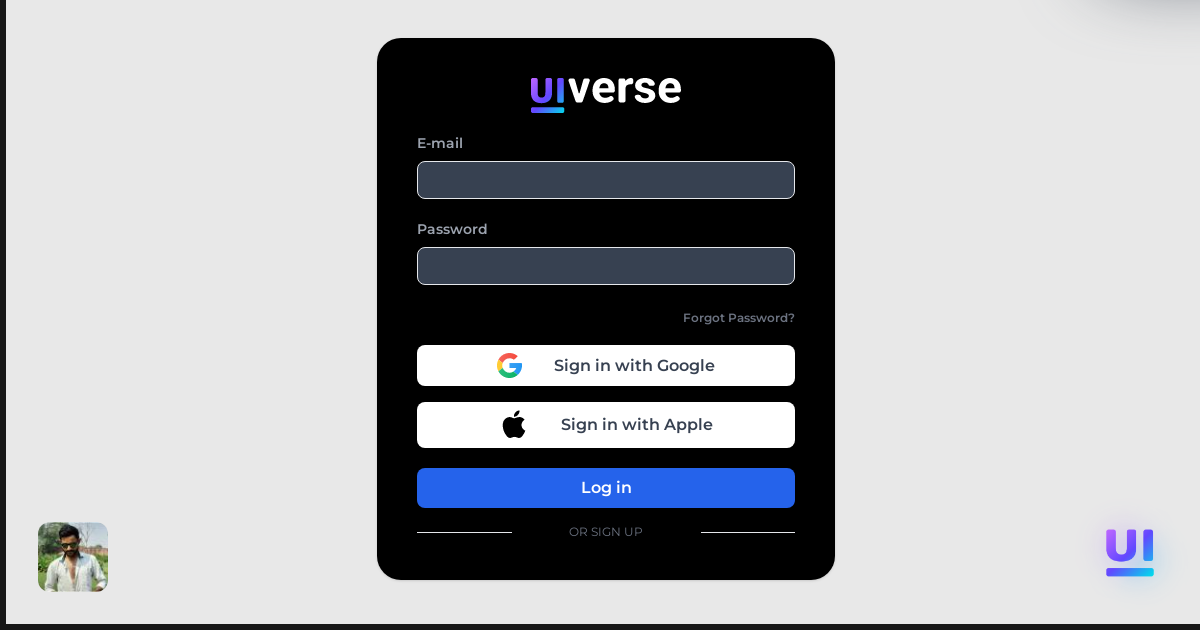 uiverse
E-mail
Password
Forgot Password?
Sign in with Google
Sign in with Apple
Log in
OR SIGN UP
UI